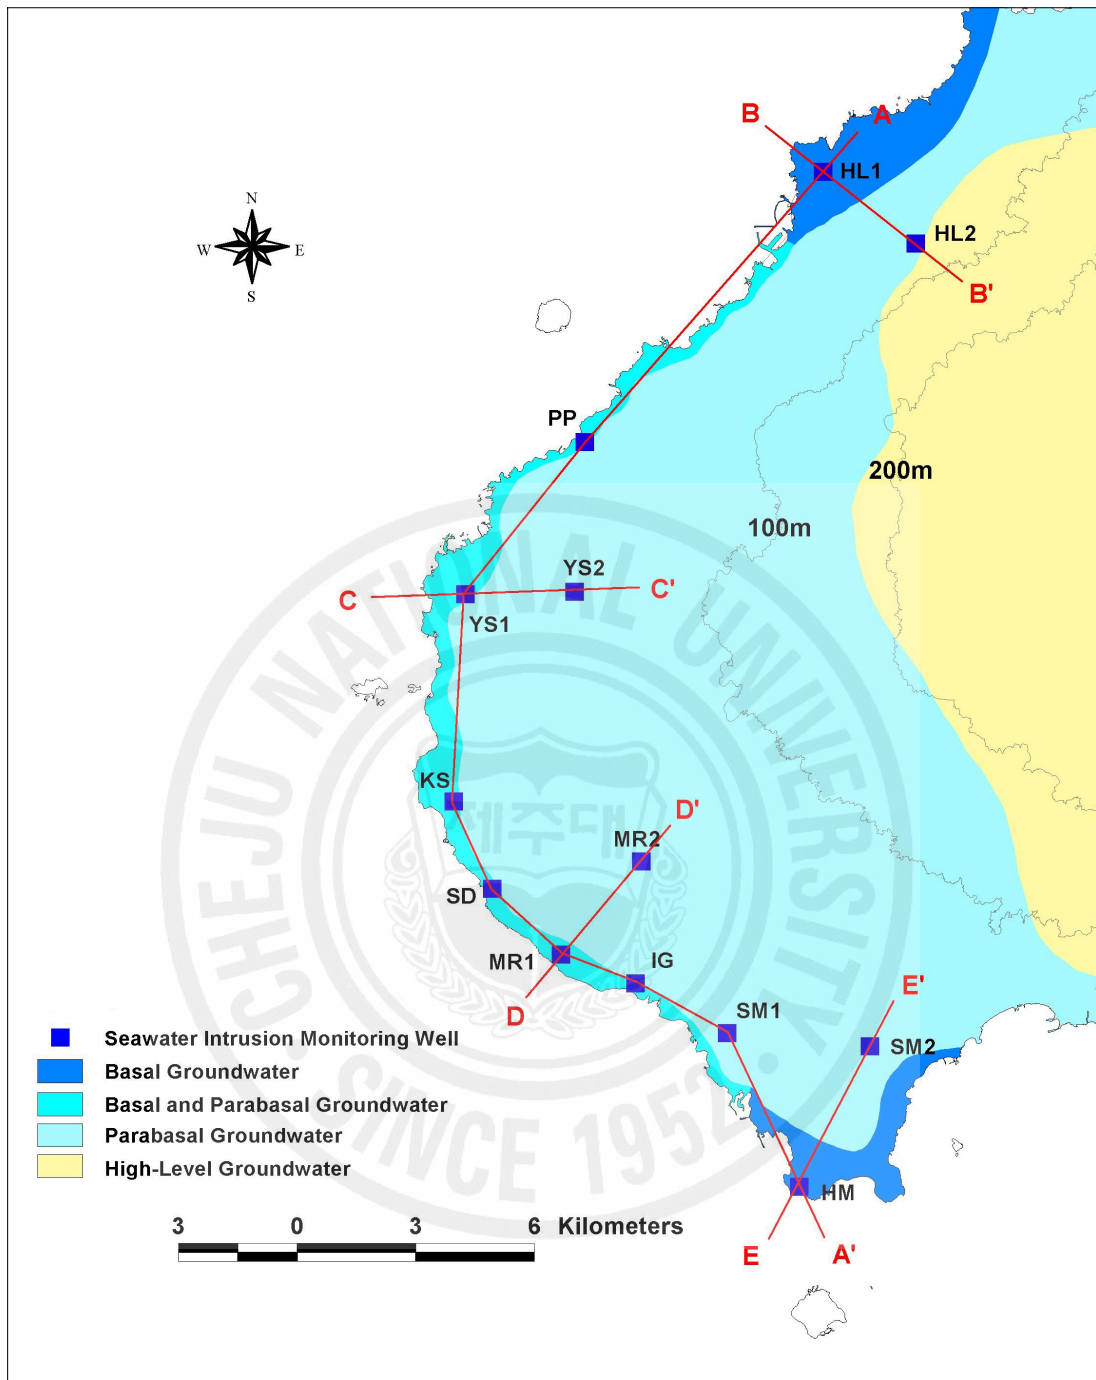 B
A
HL1
N
W
E
S
HL2
B'
PP
200m
100m
YS2
C
C'
YS1
KS
D'
MR2
SD
MR1
IG
D
E'
SM1
SM2
HM
E
A'
Seawater Intrusion Monitoring Well
Basal Groundwater
Basal and Parabasal Groundwater
Parabasal Groundwater
High-Level Groundwater
3 0 3 6 Kilometers
CHEJU NATIONAL UNIVERSITY
제주대
SINCE 1952